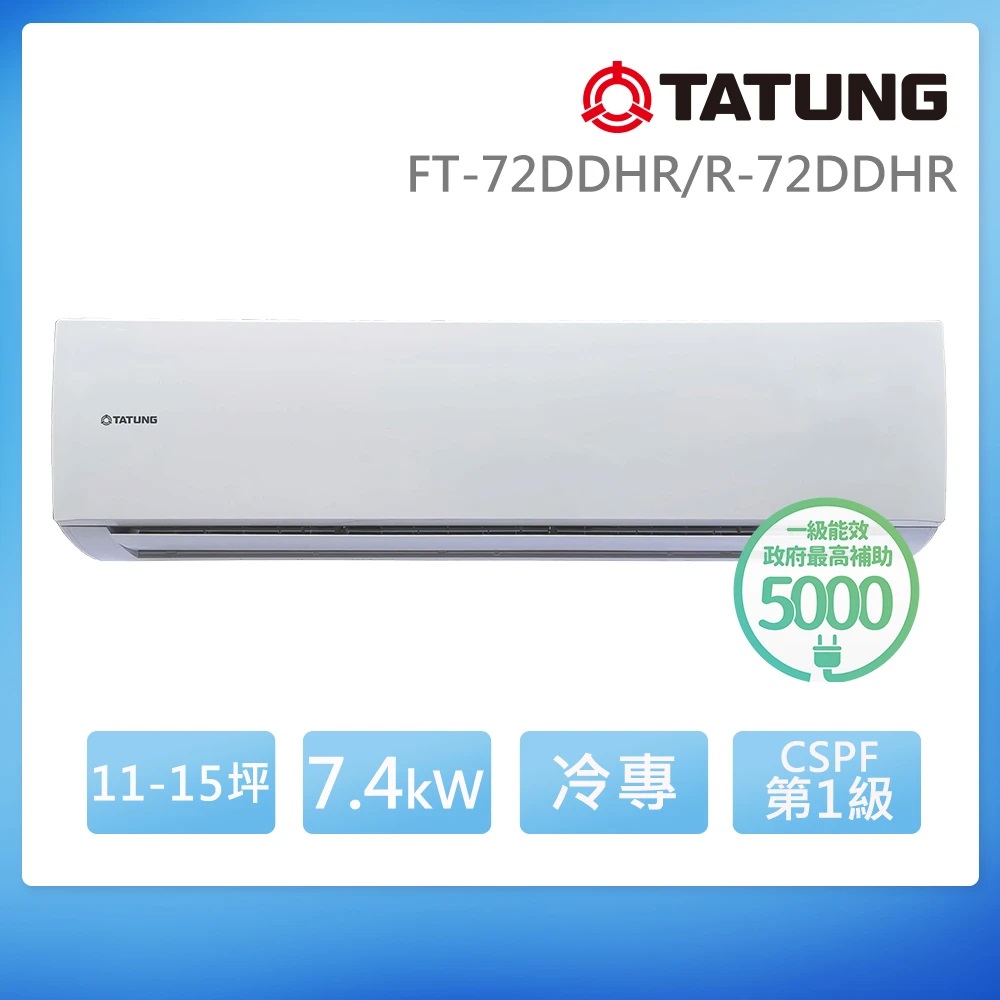 TATUNG
FT-72DDHR/R-72DDHR
TATUNG
一級能效
政府最高補助
5000
11-15坪
7.4kW
冷專
CSPF
第1級